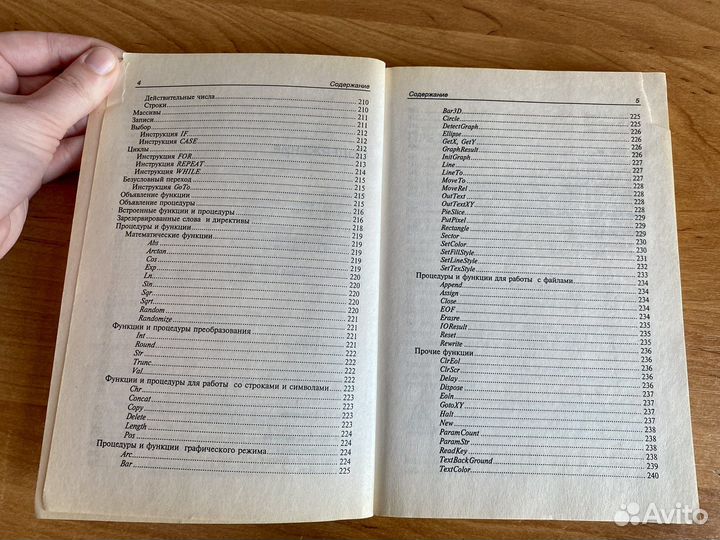 4 Содержание
Действительные числа 210
Строки 210
Массивы 211
Записи 211
Выбор 211
Инструкция IF 212
Инструкция CASE 212
Циклы 212
Инструкция FOR 213
Инструкция REPEAT 213
Инструкция WHILE 214
Безусловный переход 215
Инструкция GoTo 215
Объявление функции 215
Объявление процедуры 215
Встроенные функции и процедуры 216
Зарезервированные слова и директивы 216
Процедуры и функции 218
Математические функции 219
Abs 219
Arctan 219
Cos 219
Exp 219
Ln 220
Sin 220
Sqr 220
Sqrt 220
Random 220
Randomize 221
Функции и процедуры преобразования 221
Int 221
Round 221
Str 222
Trunc 222
Val 222
Функции и процедуры для работы со строками и символами 223
Chr 223
Concat 223
Copy 223
Delete 223
Length 224
Pos 224
Процедуры и функции графического режима 224
Arc 224
Bar 225
Содержание 5
Bar3D 225
Circle 225
DetectGraph 225
Ellipse 226
GetX, GetY 226
GraphResult 226
InitGraph 226
Line 227
LineTo 227
MoveTo 227
MoveRel 227
OutText 228
OutTextXY 228
PieSlice 228
PutPixel 229
Rectangle 229
Sector 229
SetColor 230
SetFillStyle 230
SetLineStyle 231
SetTexStyle 232
Процедуры и функции для работы с файлами 233
Append 234
Assign 234
Close 234
EOF 234
Erasre 234
IOResult 235
Reset 235
Rewrite 235
Прочие функции 236
ClrEol 236
ClrScr 236
Delay 236
Dispose 236
Eoln 237
GotoXY 237
Halt 237
New 237
ParamCount 238
ParamStr 238
ReadKey 238
TextBackGround 239
TextColor 240
Avito